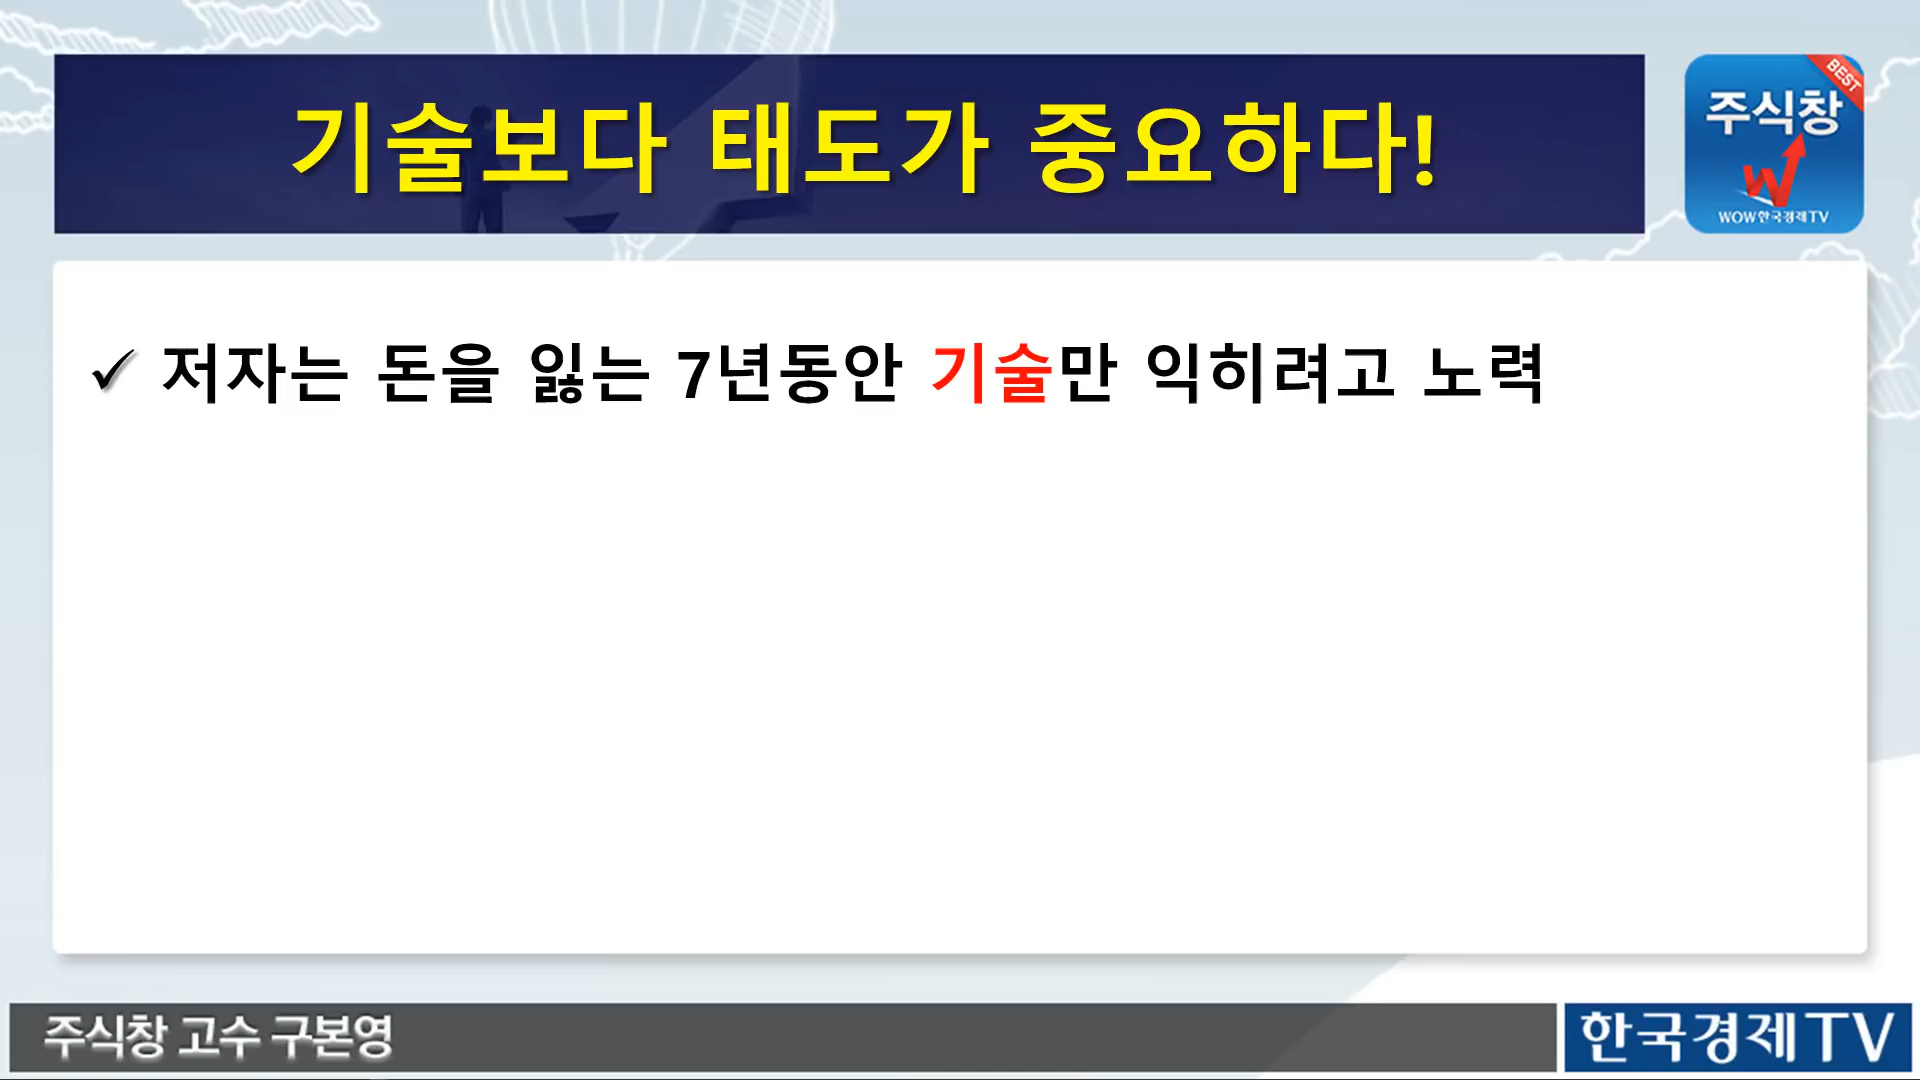 기술보다 태도가 중요하다!
BEST
주식창
W
WOW한국경제TV
✓ 저자는 돈을 잃는 7년동안 기술만 익히려고 노력
주식창 고수 구본영
한국경제TV